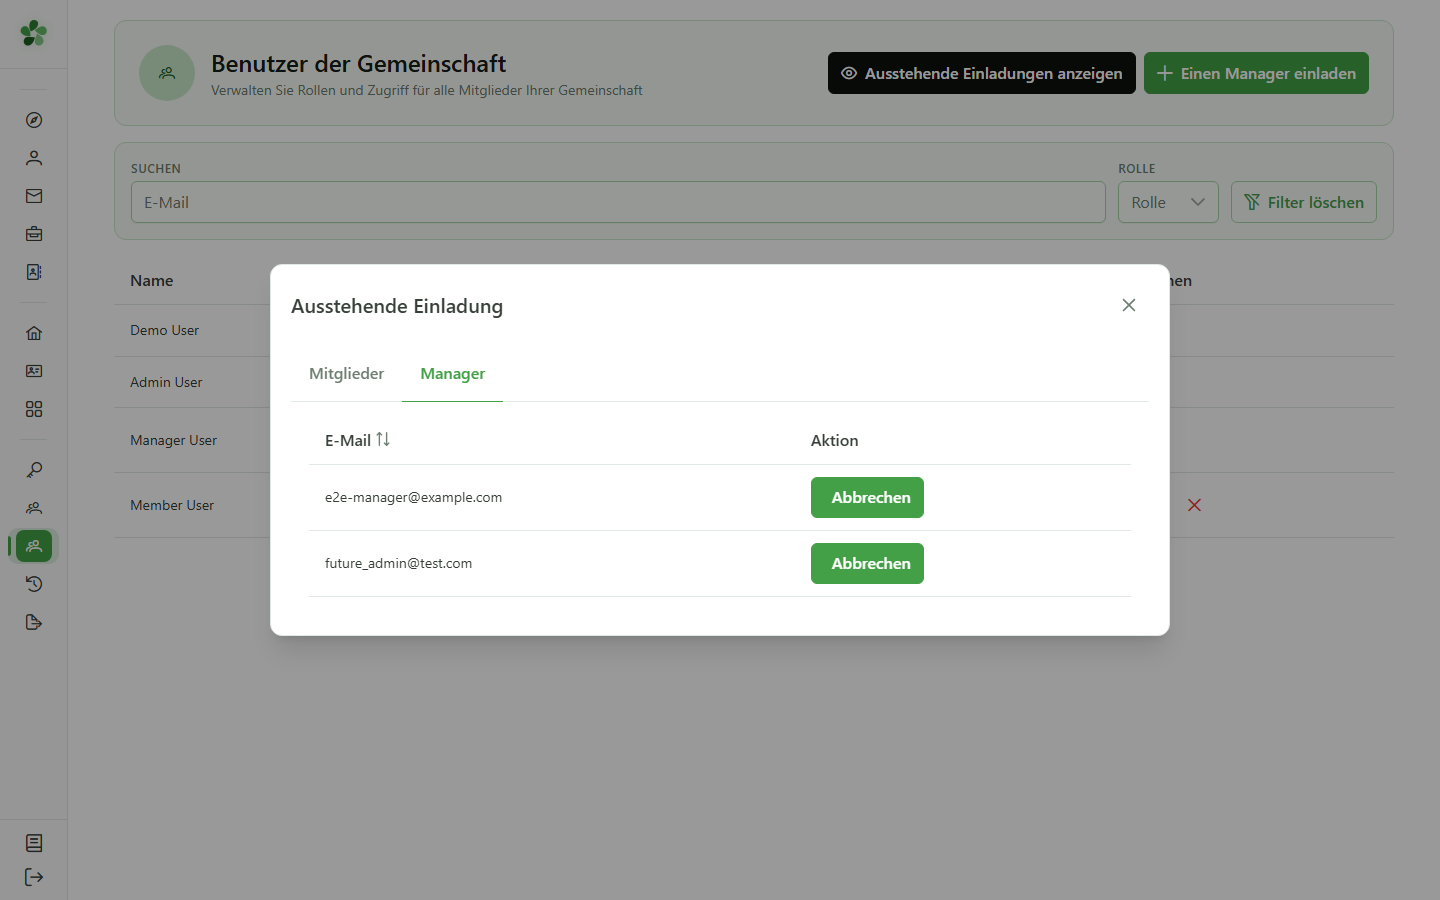 Benutzer der Gemeinschaft
Verwalten Sie Rollen und Zugriff für alle Mitglieder Ihrer Gemeinschaft
Ausstehende Einladungen anzeigen
Einen Manager einladen
SUCHEN
ROLLE
E-Mail
Rolle
Filter löschen
Name
Demo User
Admin User
Manager User
Member User
Ausstehende Einladung
Mitglieder
Manager
E-Mail
Aktion
e2e-manager@example.com
Abbrechen
future_admin@test.com
Abbrechen